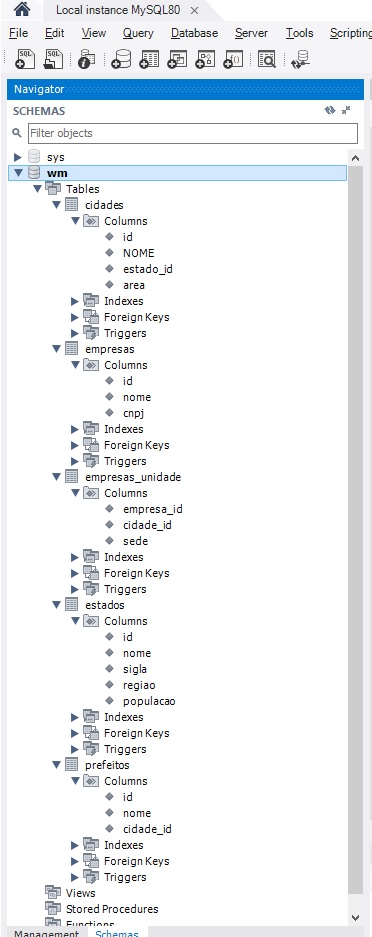 Local instance MySQL80 ×
File Edit View Query Database Server Tools Scripting
Navigator
SCHEMAS
Filter objects
sys
wm
Tables
cidades
Columns
id
NOME
estado_id
area
Indexes
Foreign Keys
Triggers
empresas
Columns
id
nome
cnpj
Indexes
Foreign Keys
Triggers
empresas_unidade
Columns
empresa_id
cidade_id
sede
Indexes
Foreign Keys
Triggers
estados
Columns
id
nome
sigla
regiao
populacao
Indexes
Foreign Keys
Triggers
prefeitos
Columns
id
nome
cidade_id
Indexes
Foreign Keys
Triggers
Views
Stored Procedures
Functions
Management Schemas